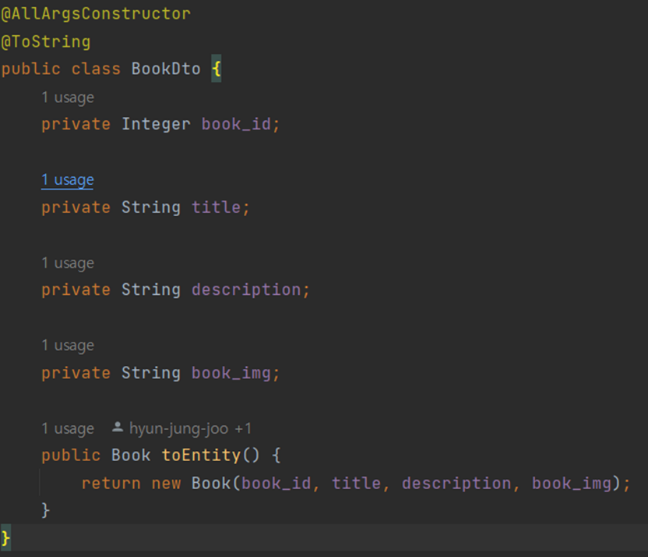 @AllArgsConstructor
@ToString
public class BookDto {
1 usage
private Integer book_id;
1 usage
private String title;
1 usage
private String description;
1 usage
private String book_img;
1 usage hyun-jung-joo +1
public Book toEntity() {
return new Book(book_id, title, description, book_img);
}
}